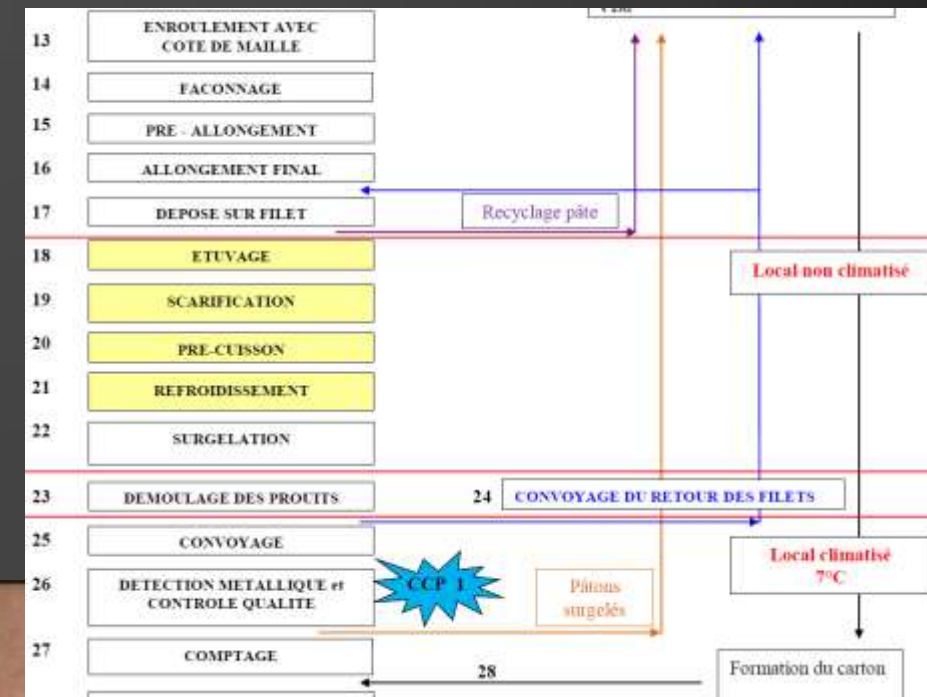 13 ENROULEMENT AVEC
COTE DE MAILLE
14 FACONNAGE
15 PRE - ALLONGEMENT
16 ALLONGEMENT FINAL
17 DEPOSE SUR FILET
Recyclage pâte
18 ETUVAGE
Local non climatisé
19 SCARIFICATION
20 PRE-CUISSON
21 REFROIDISSEMENT
22 SURGELATION
23 DEMOULAGE DES PROUITS
24 CONVOYAGE DU RETOUR DES FILETS
25 CONVOYAGE
Local climatisé
7°C
26 DETECTION METALLIQUE et
CONTROLE QUALITE
CCP 1
Pâtons
surgelés
27 COMPTAGE
28
Formation du carton